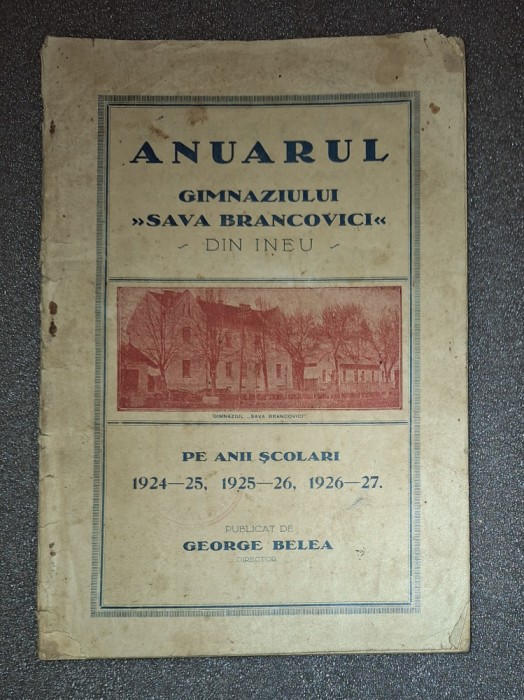 ANUARUL
GIMNAZIULUI
»SAVA BRANCOVICI«
~ DIN INEU ~
GIMNAZIUL „SAVA BRANCOVICI"
PE ANII ȘCOLARI
1924—25, 1925—26, 1926—27.
PUBLICAT DE
GEORGE BELEA
DIRECTOR